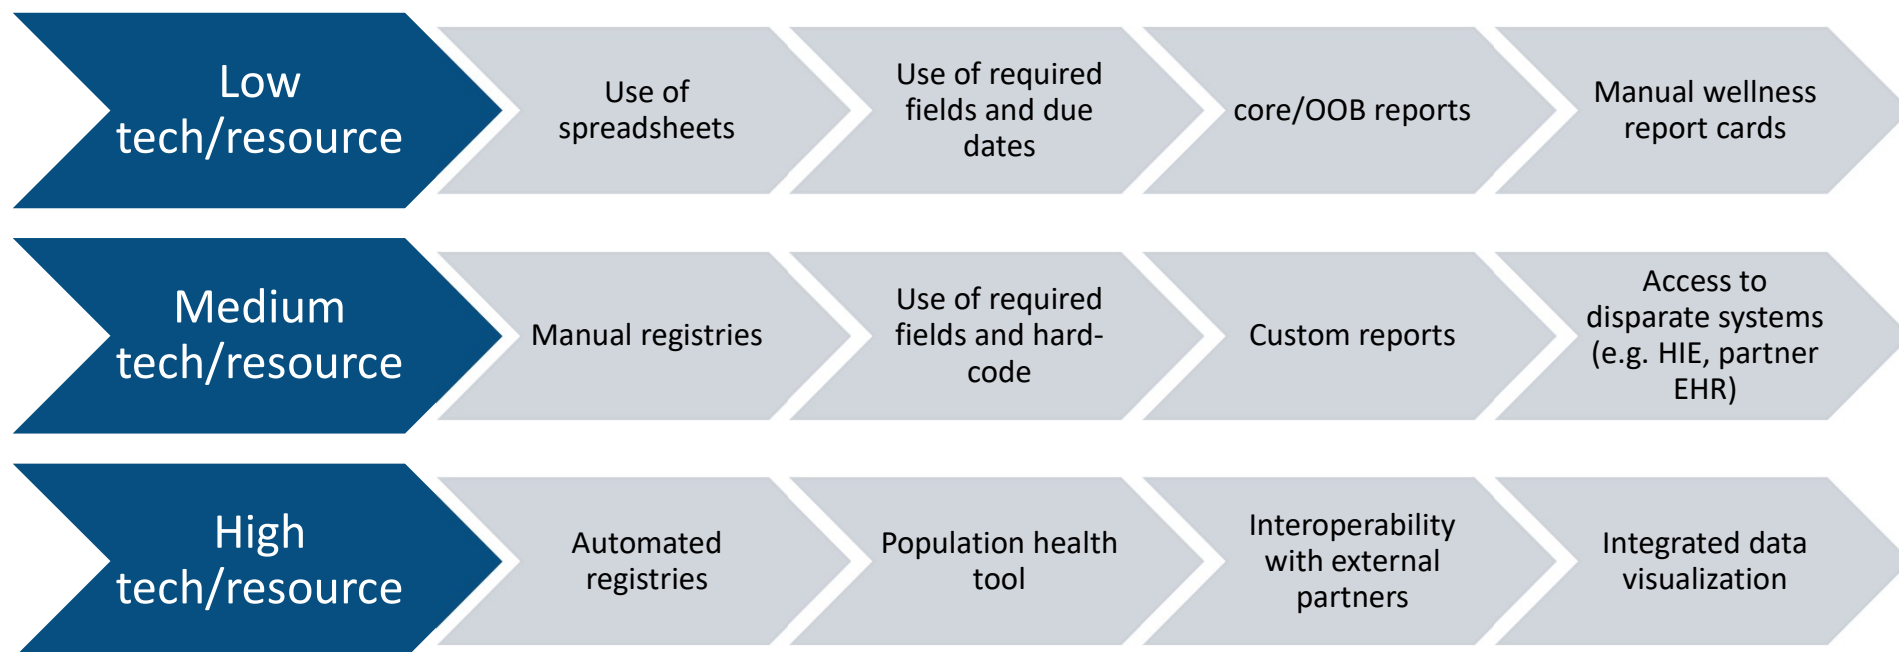 Low
tech/resource
Use of
spreadsheets
Use of required
fields and due
dates
core/OOB reports
Manual wellness
report cards
Medium
tech/resource
Manual registries
Use of required
fields and hard-
code
Custom reports
Access to
disparate systems
(e.g. HIE, partner
EHR)
High
tech/resource
Automated
registries
Population health
tool
Interoperability
with external
partners
Integrated data
visualization